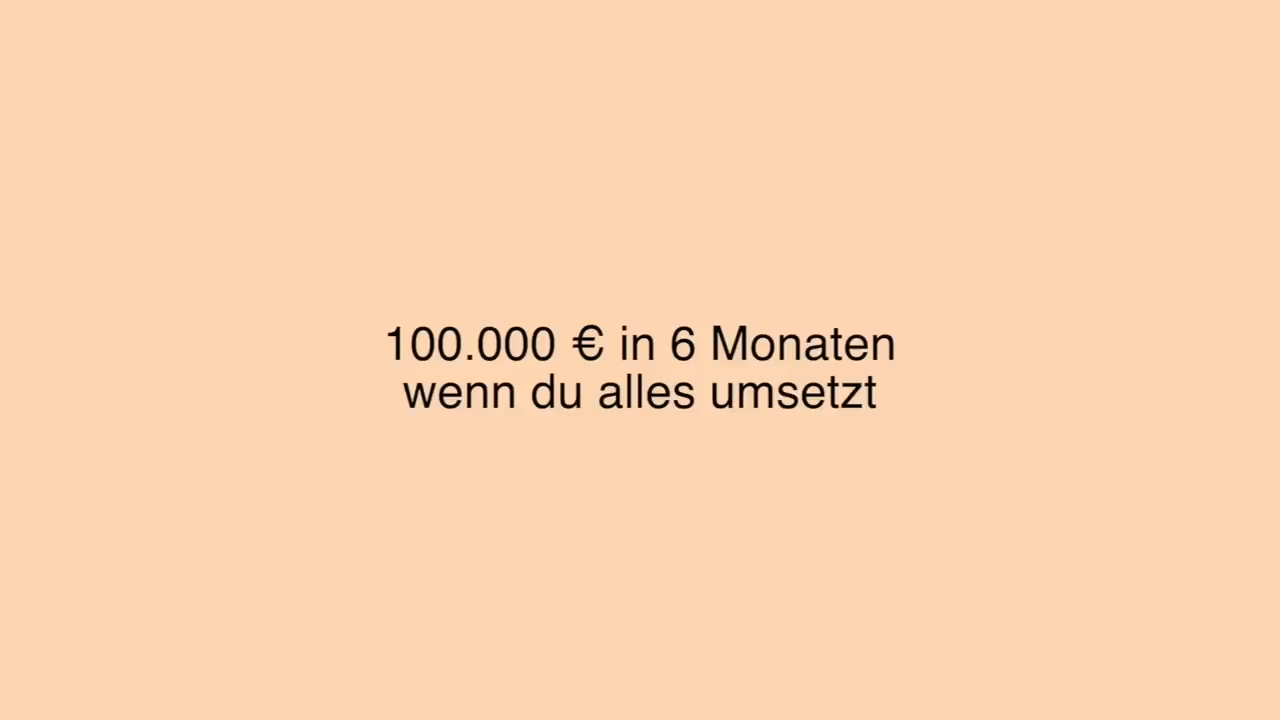 100.000 € in 6 Monaten
wenn du alles umsetzt